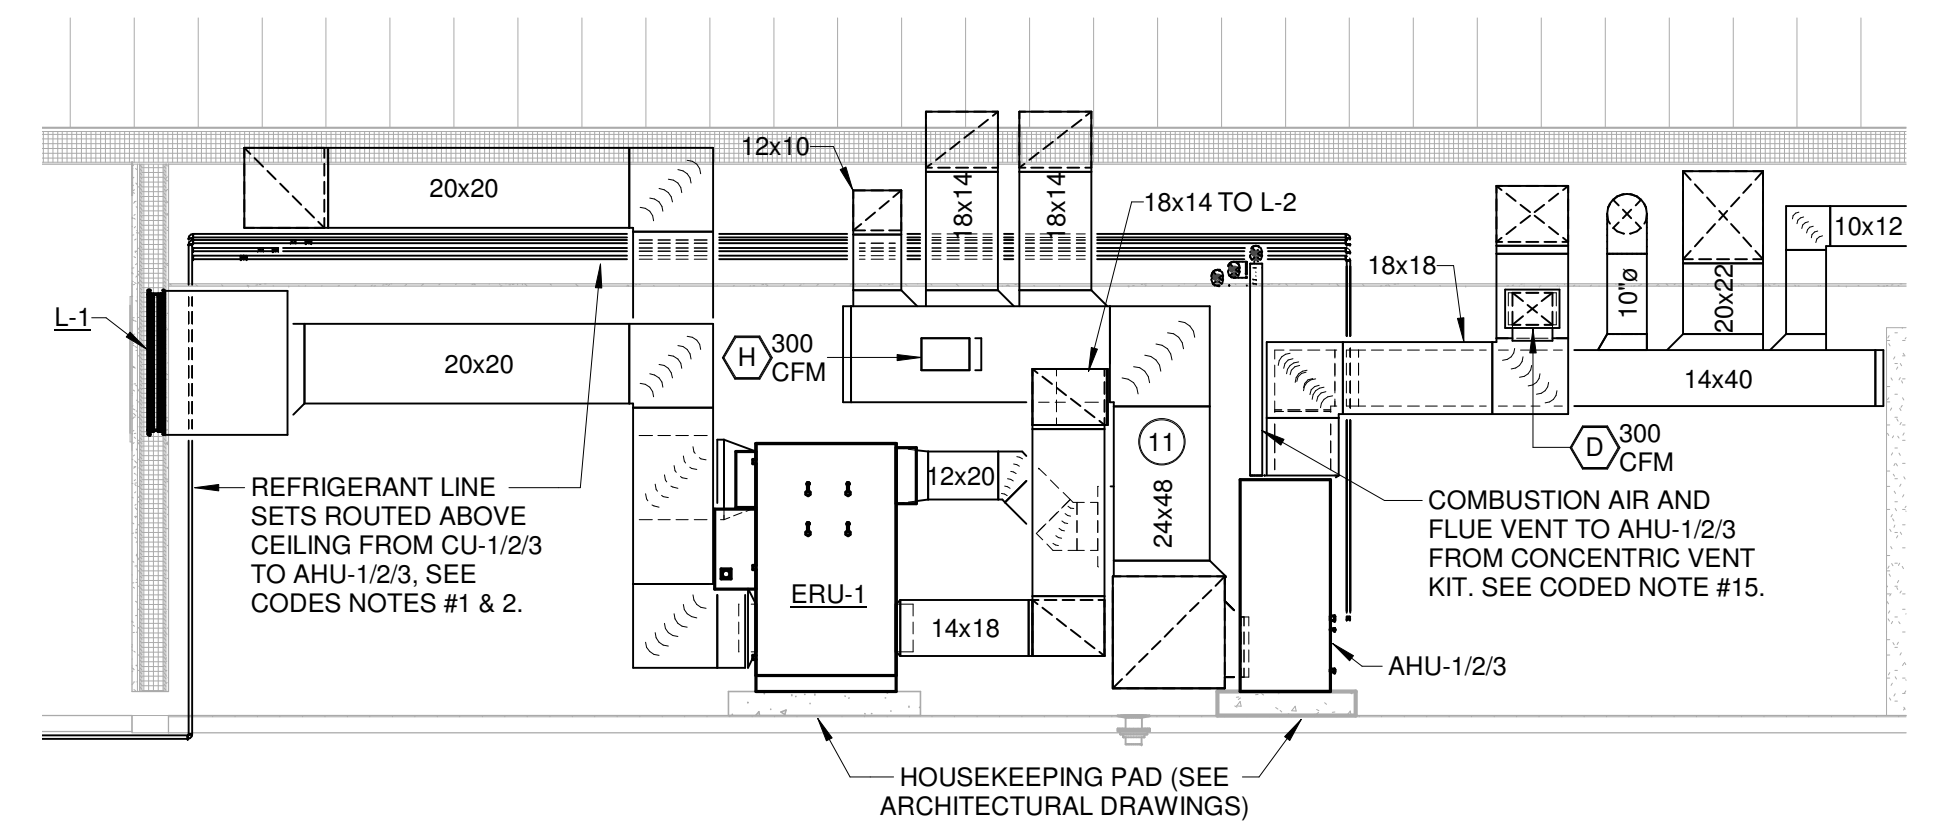 12x10
20x20
18x14
18x14
18x14 TO L-2
10x12
18x18
10"ø
20x22
L-1
H
300
CFM
20x20
14x40
11
D
300
CFM
12x20
REFRIGERANT LINE
SETS ROUTED ABOVE
CEILING FROM CU-1/2/3
TO AHU-1/2/3, SEE
CODES NOTES #1 & 2.
24x48
COMBUSTION AIR AND
FLUE VENT TO AHU-1/2/3
FROM CONCENTRIC VENT
KIT. SEE CODED NOTE #15.
ERU-1
14x18
AHU-1/2/3
HOUSEKEEPING PAD (SEE
ARCHITECTURAL DRAWINGS)